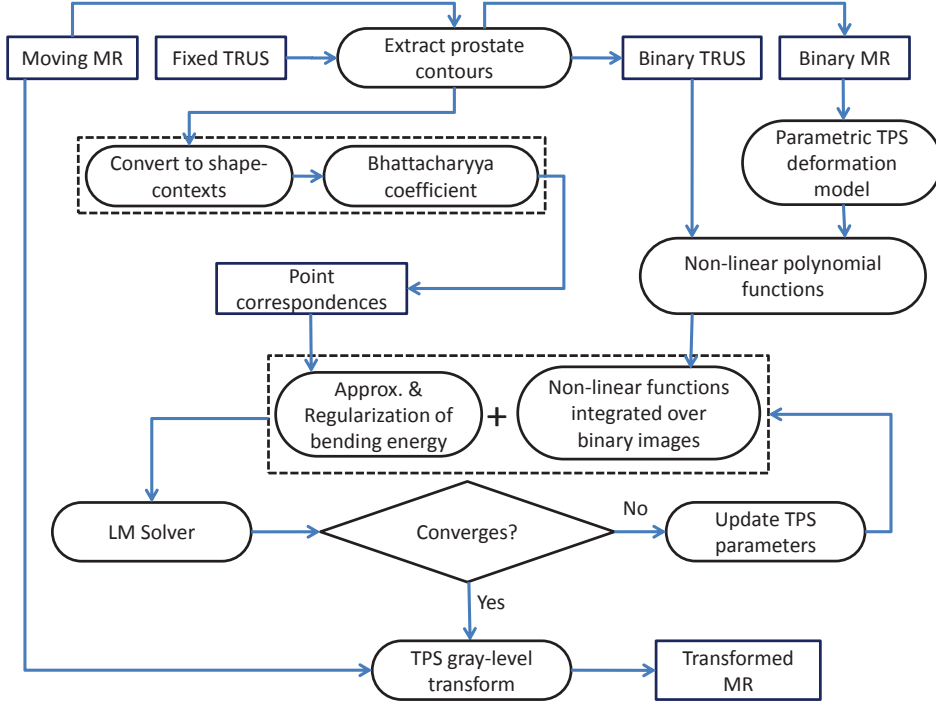 Moving MR
Fixed TRUS
Extract prostate
contours
Binary TRUS
Binary MR
Convert to shape-
contexts
Bhattacharyya
coefficient
Parametric TPS
deformation
model
Point
correspondences
Non-linear polynomial
functions
Approx. &
Regularization of
bending energy
+
Non-linear functions
integrated over
binary images
LM Solver
Converges?
No
Update TPS
parameters
Yes
TPS gray-level
transform
Transformed
MR